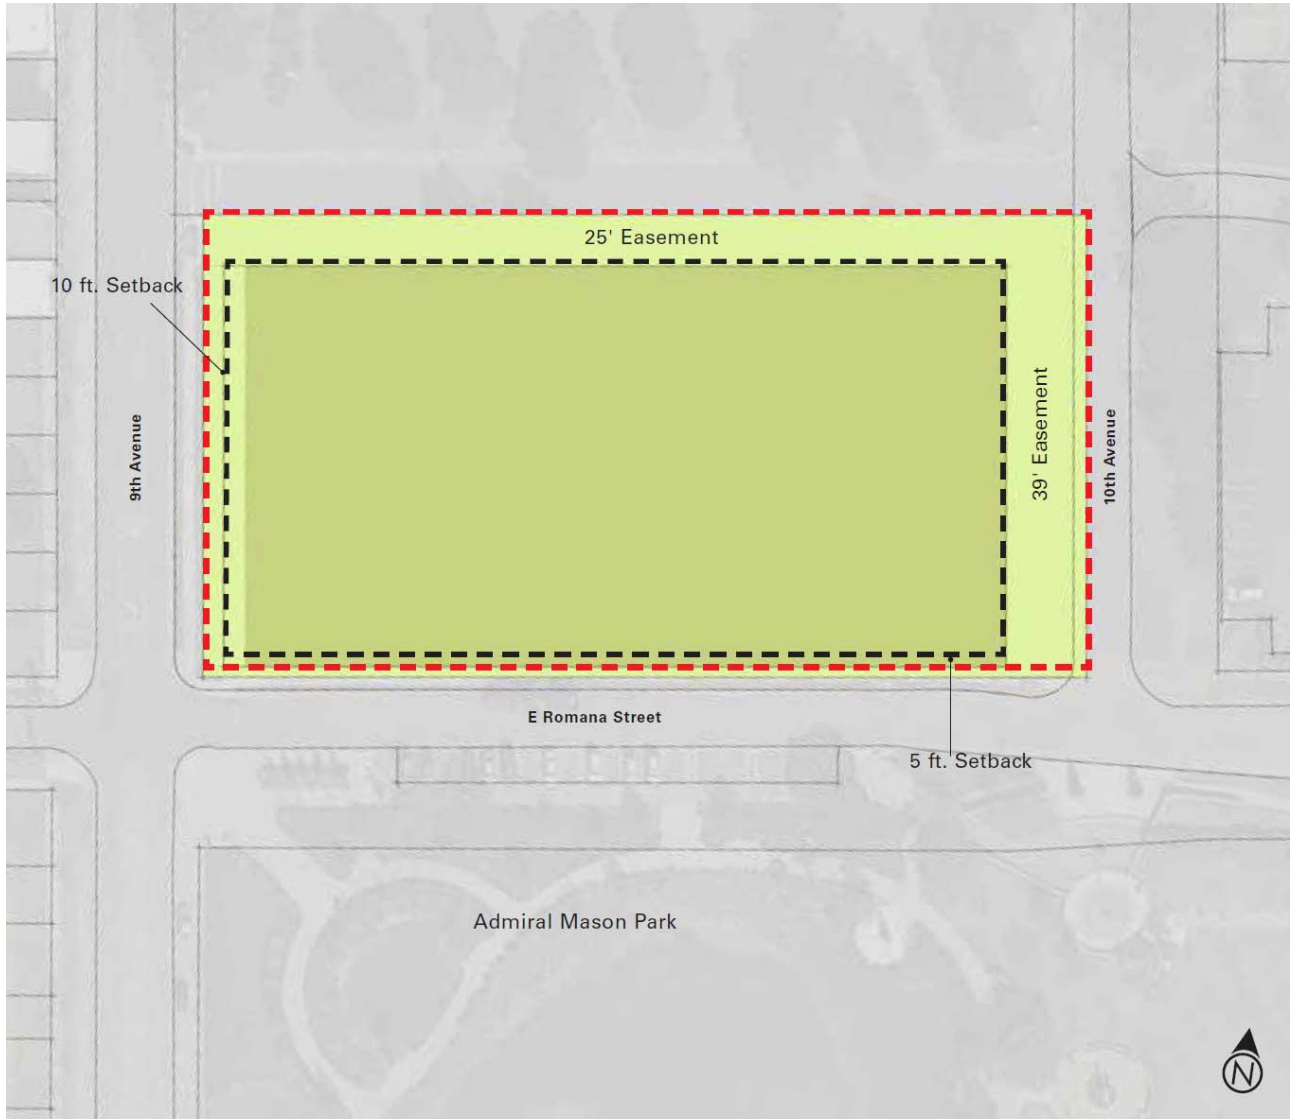 25' Easement
10 ft. Setback
39' Easement
9th Avenue
10th Avenue
E Romana Street
5 ft. Setback
Admiral Mason Park
N